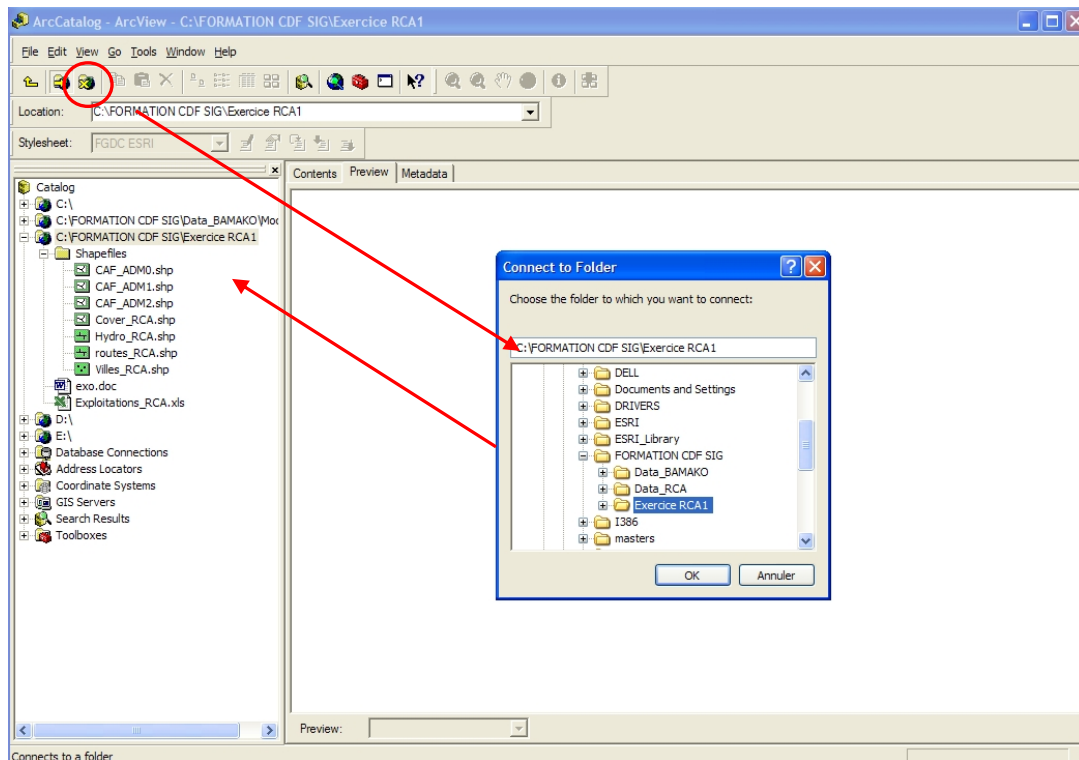 ArcCatalog - ArcView - C:\FORMATION CDF SIG\Exercice RCA1
File Edit View Go Tools Window Help
Location: C:\FORMATION CDF SIG\Exercice RCA1
Stylesheet: FGDC ESRI
Contents Preview Metadata
Catalog
C:\
C:\FORMATION CDF SIG\Data_BAMAKO\Moc
C:\FORMATION CDF SIG\Exercice RCA1
Shapefiles
CAF_ADM0.shp
CAF_ADM1.shp
CAF_ADM2.shp
Cover_RCA.shp
Hydro_RCA.shp
routes_RCA.shp
Villes_RCA.shp
exo.doc
Exploitations_RCA.xls
D:\
E:\
Database Connections
Address Locators
Coordinate Systems
GIS Servers
Search Results
Toolboxes
Connect to Folder
Choose the folder to which you want to connect:
C:\FORMATION CDF SIG\Exercice RCA1
DELL
Documents and Settings
DRIVERS
ESRI
ESRI_Library
FORMATION CDF SIG
Data_BAMAKO
Data_RCA
Exercice RCA1
I386
masters
OK Annuler
Preview:
Connects to a folder